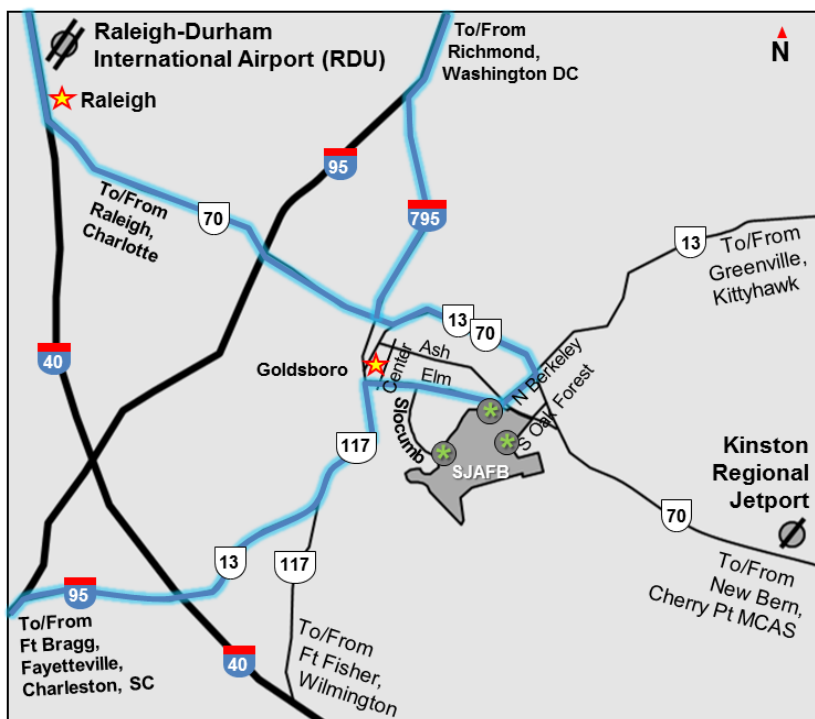 Raleigh-Durham
International Airport (RDU)
To/From
Richmond,
Washington DC
N
Raleigh
95
To/From
Raleigh,
Charlotte
70
795
13
To/From
Greenville,
Kittyhawk
13
70
40
Goldsboro
Center
Ash
Elm
N Berkeley
S Oak Forest
Slocumb
SJAFB
117
Kinston
Regional
Jetport
70
13
117
95
To/From
New Bern,
Cherry Pt MCAS
To/From
Ft Bragg,
Fayetteville,
Charleston, SC
40
To/From
Ft Fisher,
Wilmington